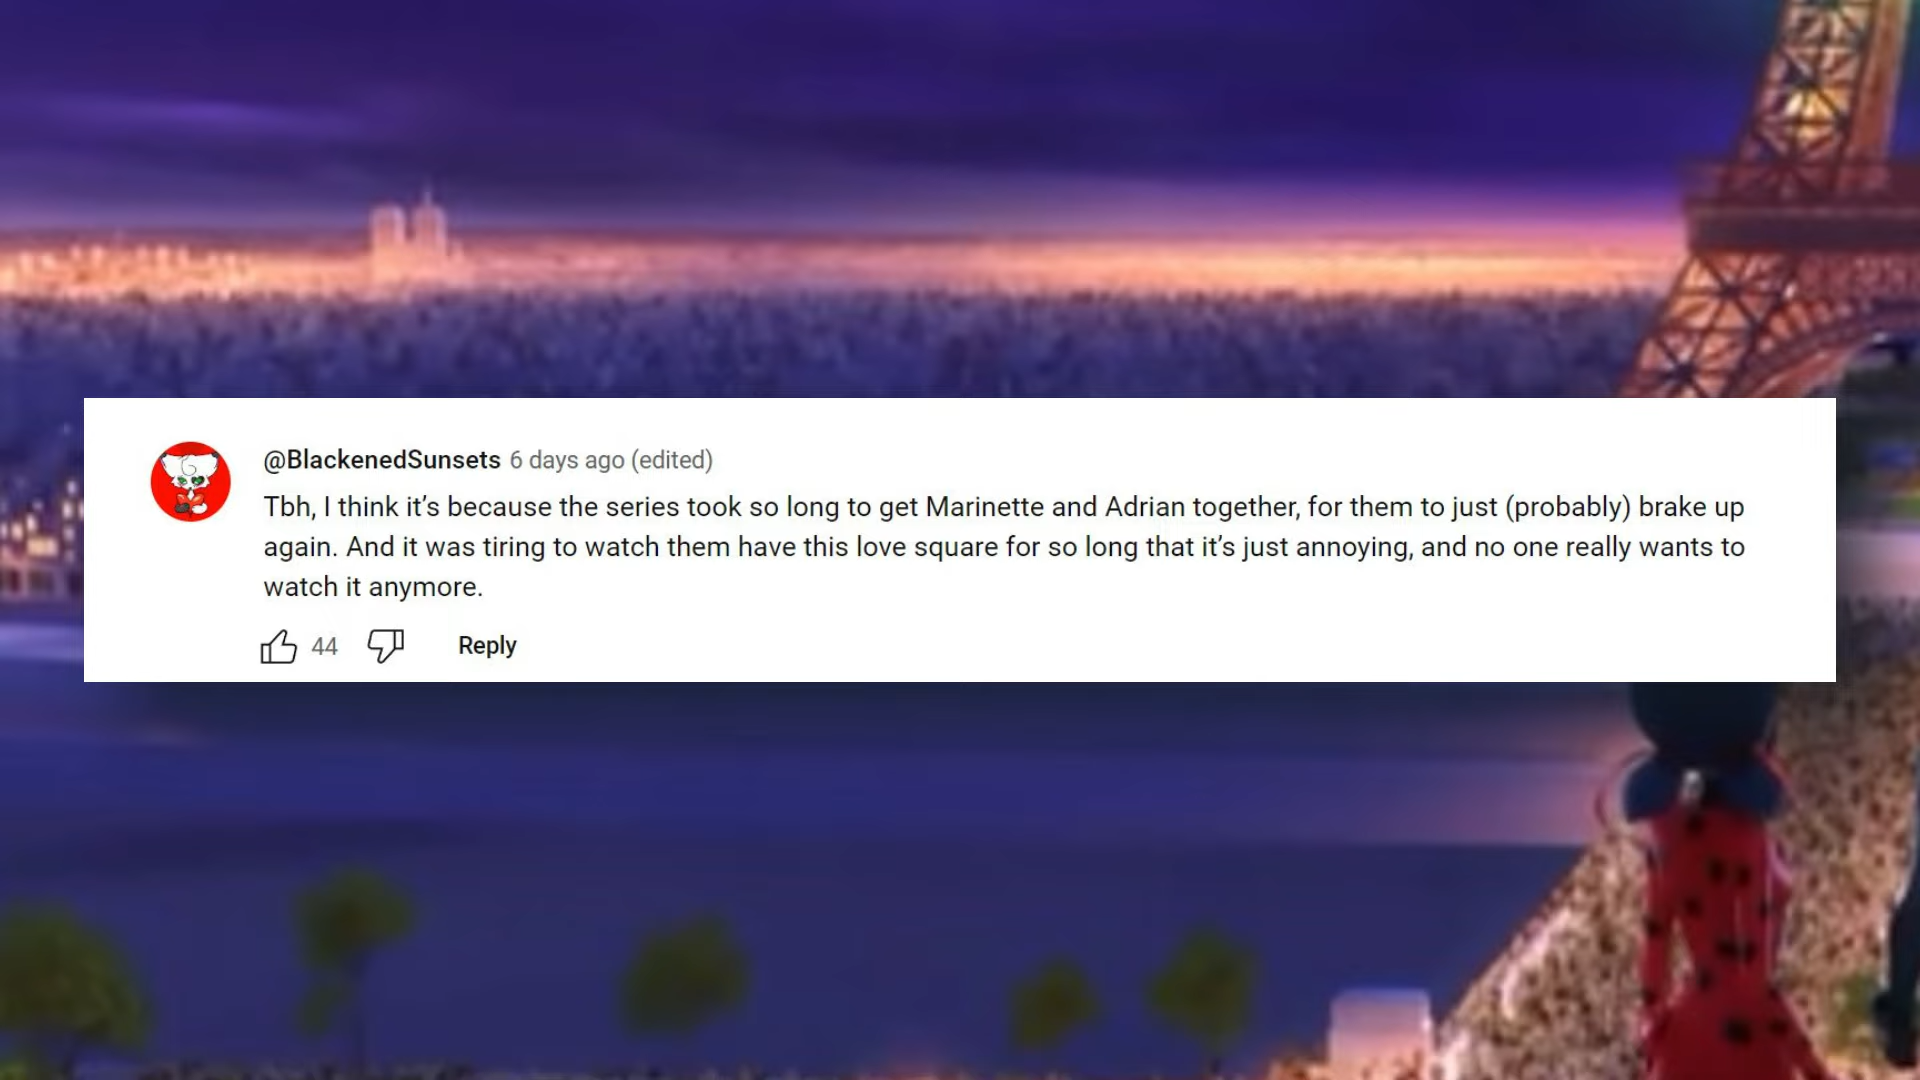 @BlackenedSunsets 6 days ago (edited)
Tbh, I think it’s because the series took so long to get Marinette and Adrian together, for them to just (probably) brake up
again. And it was tiring to watch them have this love square for so long that it’s just annoying, and no one really wants to
watch it anymore.
44 Reply